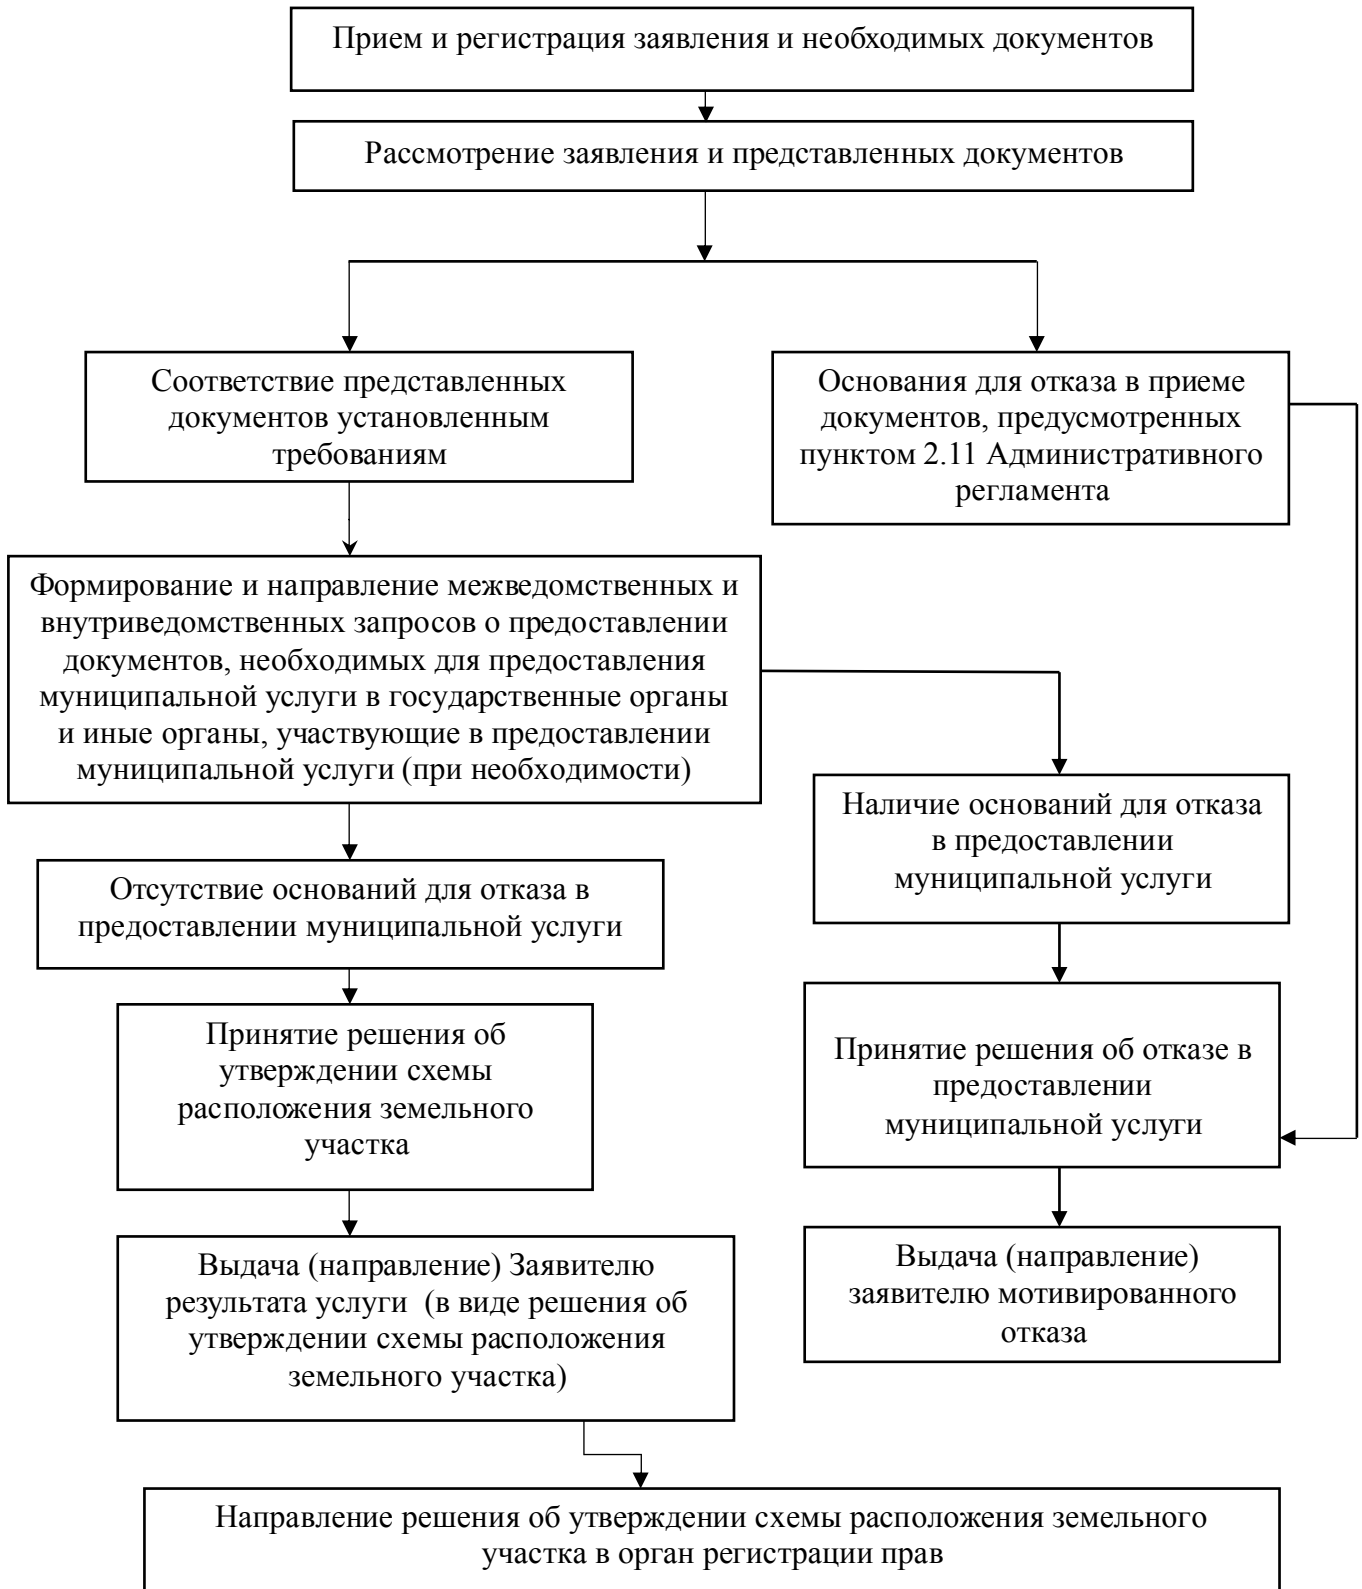 Прием и регистрация заявления и необходимых документов
Рассмотрение заявления и представленных документов
Соответствие представленных
документов установленным
требованиям
Основания для отказа в приеме
документов, предусмотренных
пунктом 2.11 Административного
регламента
Формирование и направление межведомственных и
внутриведомственных запросов о предоставлении
документов, необходимых для предоставления
муниципальной услуги в государственные органы
и иные органы, участвующие в предоставлении
муниципальной услуги (при необходимости)
Наличие оснований для отказа
в предоставлении
муниципальной услуги
Отсутствие оснований для отказа в
предоставлении муниципальной услуги
Принятие решения об
утверждении схемы
расположения земельного
участка
Принятие решения об отказе в
предоставлении
муниципальной услуги
Выдача (направление) Заявителю
результата услуги  (в виде решения об
утверждении схемы расположения
земельного участка)
Выдача (направление)
заявителю мотивированного
отказа
Направление решения об утверждении схемы расположения земельного
участка в орган регистрации прав